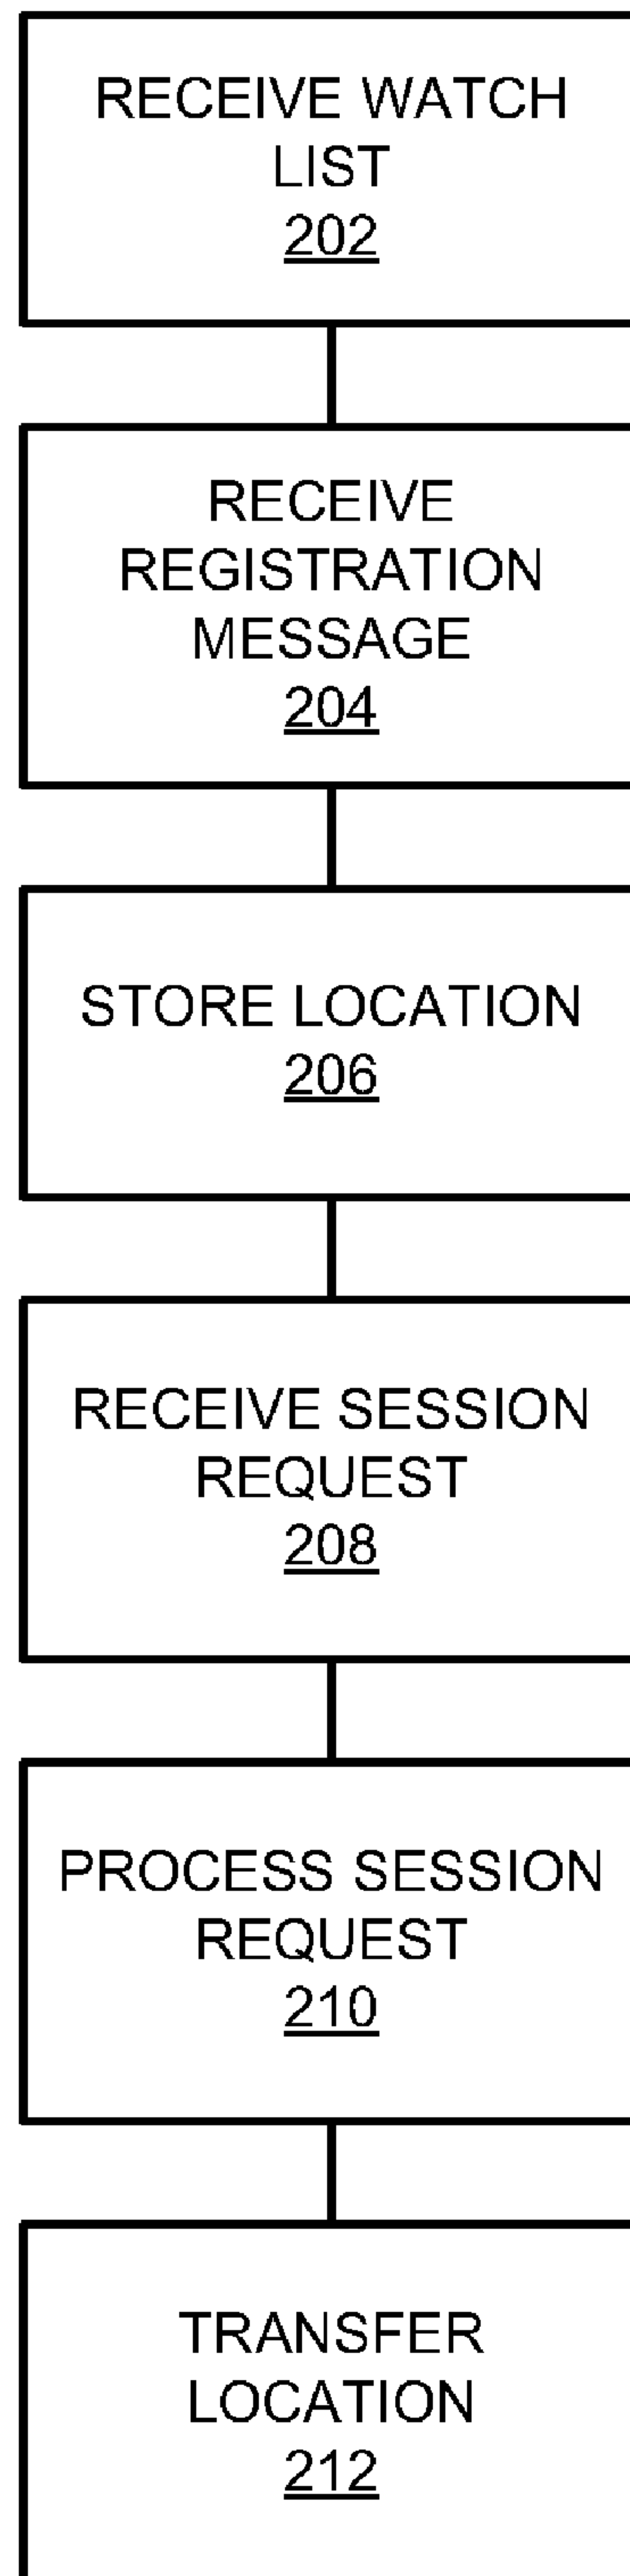 RECEIVE WATCH
LIST
202
RECEIVE
REGISTRATION
MESSAGE
204
STORE LOCATION
206
RECEIVE SESSION
REQUEST
208
PROCESS SESSION
REQUEST
210
TRANSFER
LOCATION
212